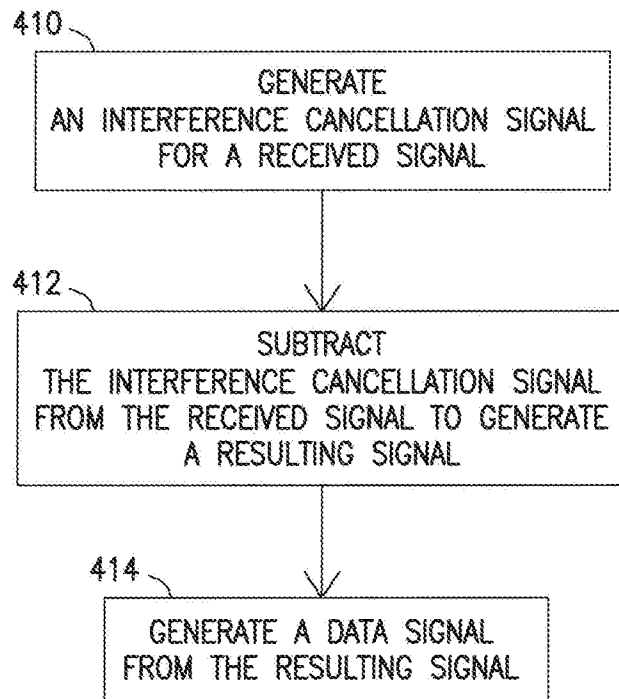 410
GENERATE
AN INTERFERENCE CANCELLATION SIGNAL
FOR A RECEIVED SIGNAL
412
SUBTRACT
THE INTERFERENCE CANCELLATION SIGNAL
FROM THE RECEIVED SIGNAL TO GENERATE
A RESULTING SIGNAL
414
GENERATE A DATA SIGNAL
FROM THE RESULTING SIGNAL